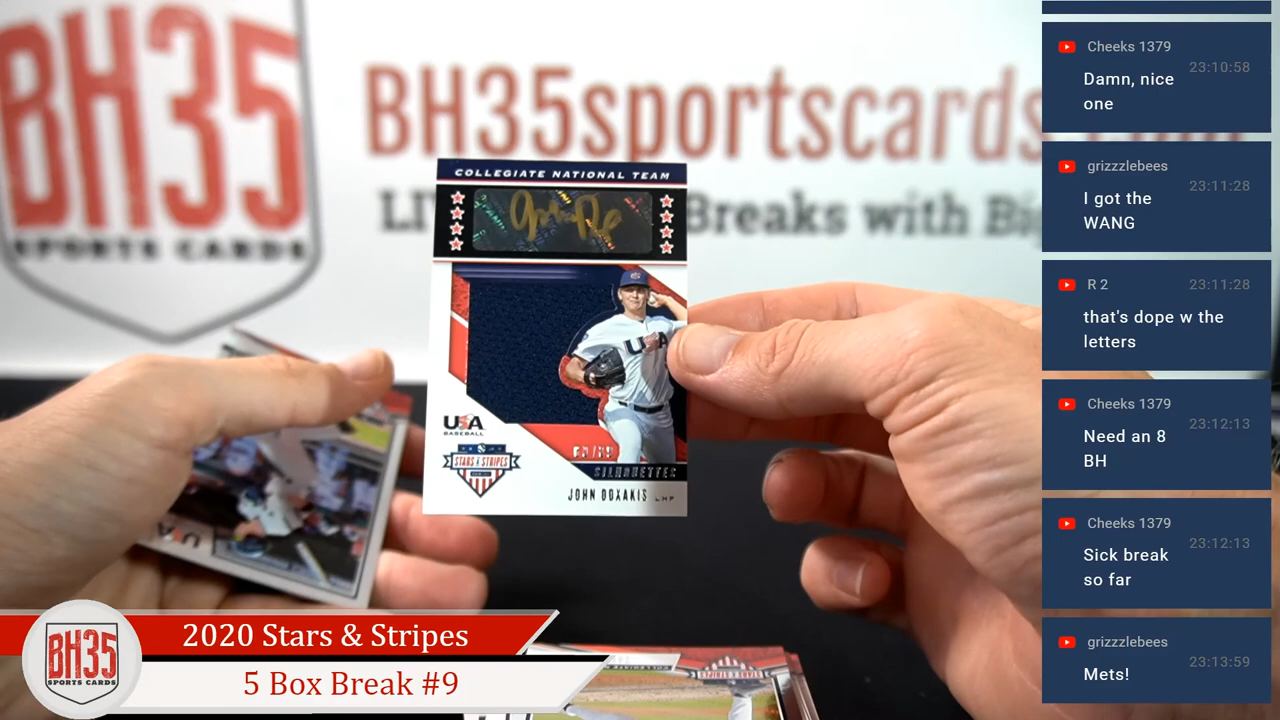 BH35
SPORTS CARDS
BH35sportscards
Breaks with
COLLEGIATE NATIONAL TEAM
USA
USA
BASEBALL
STARS & STRIPES
SILHOUETTES
JOHN DOXAKIS LHP
Cheeks 1379
23:10:58
Damn, nice
one
grizzzlebees
23:11:28
I got the
WANG
R 2
23:11:28
that's dope w the
letters
Cheeks 1379
23:12:13
Need an 8
BH
Cheeks 1379
23:12:13
Sick break
so far
grizzzlebees
23:13:59
Mets!
BH35
SPORTS CARDS
2020 Stars & Stripes
5 Box Break #9